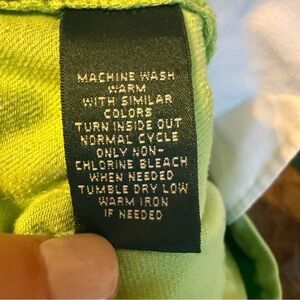 MACHINE WASH
WARM
WITH SIMILAR
COLORS
TURN INSIDE OUT
NORMAL CYCLE
ONLY NON-
CHLORINE BLEACH
WHEN NEEDED
TUMBLE DRY LOW
WARM IRON
IF NEEDED